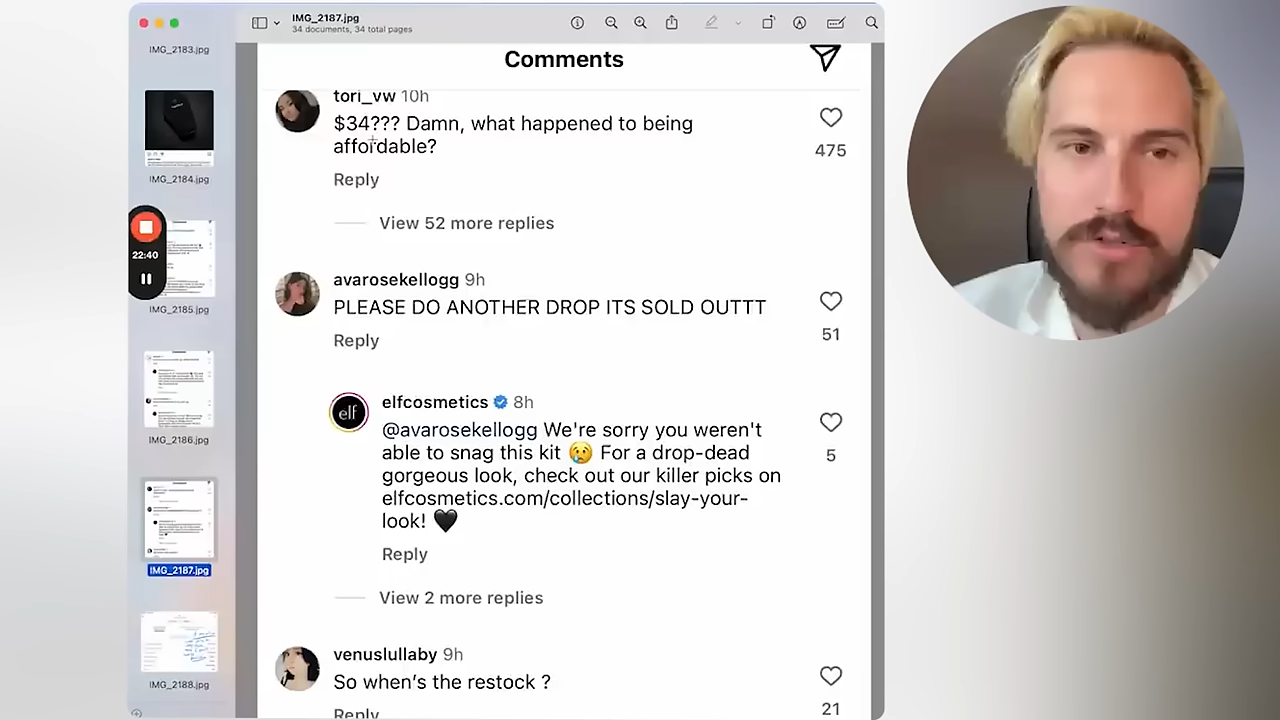 IMG_2187.jpg
34 documents, 34 total pages
IMG_2183.jpg
IMG_2184.jpg
22:40
IMG_2185.jpg
IMG_2186.jpg
IMG_2187.jpg
IMG_2188.jpg
Comments
tori_vw 10h
$34??? Damn, what happened to being
affordable?
475
Reply
View 52 more replies
avarosekellogg 9h
PLEASE DO ANOTHER DROP ITS SOLD OUTTT
51
Reply
elf
elfcosmetics 8h
@avarosekellogg We're sorry you weren't
able to snag this kit 😢 For a drop-dead
gorgeous look, check out our killer picks on
elfcosmetics.com/collections/slay-your-
look! 🖤
5
Reply
View 2 more replies
venuslullaby 9h
So when's the restock ?
21
Reply